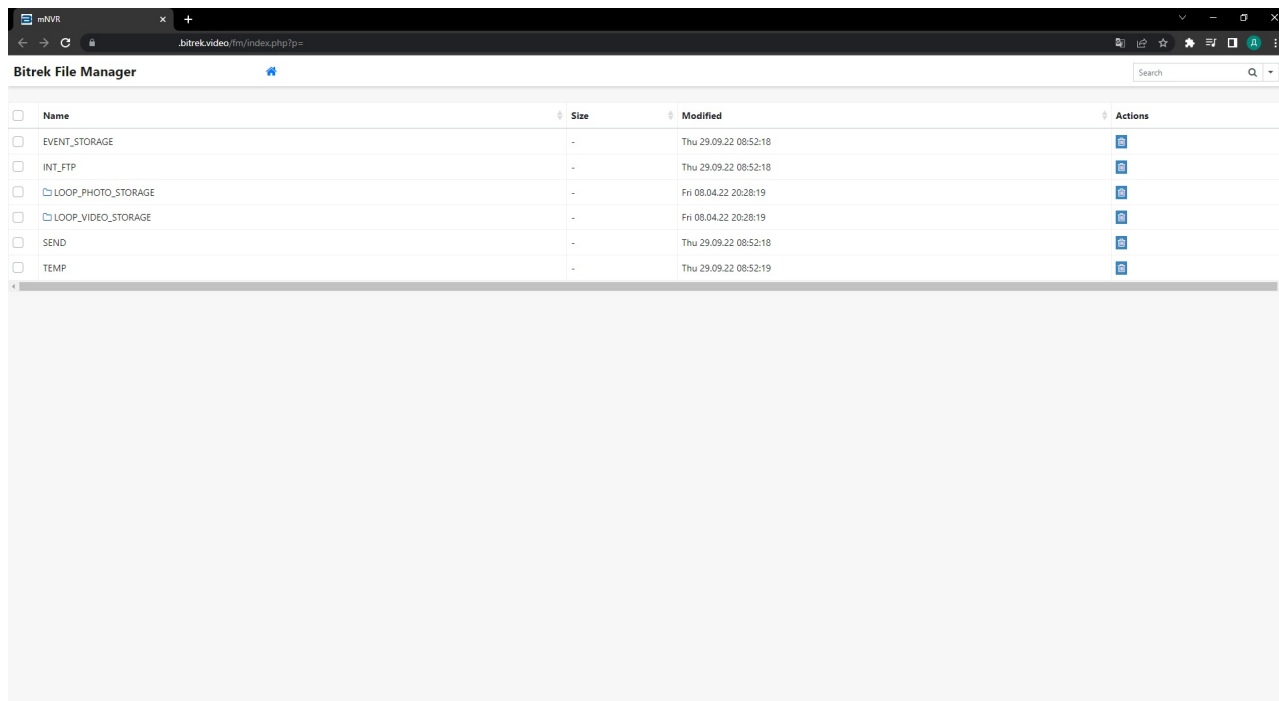 mNVR
.bitrek.video/fm/index.php?p=
Д
Bitrek File Manager
Search
Name Size Modified Actions
EVENT_STORAGE - Thu 29.09.22 08:52:18
INT_FTP - Thu 29.09.22 08:52:18
LOOP_PHOTO_STORAGE - Fri 08.04.22 20:28:19
LOOP_VIDEO_STORAGE - Fri 08.04.22 20:28:19
SEND - Thu 29.09.22 08:52:18
TEMP - Thu 29.09.22 08:52:19